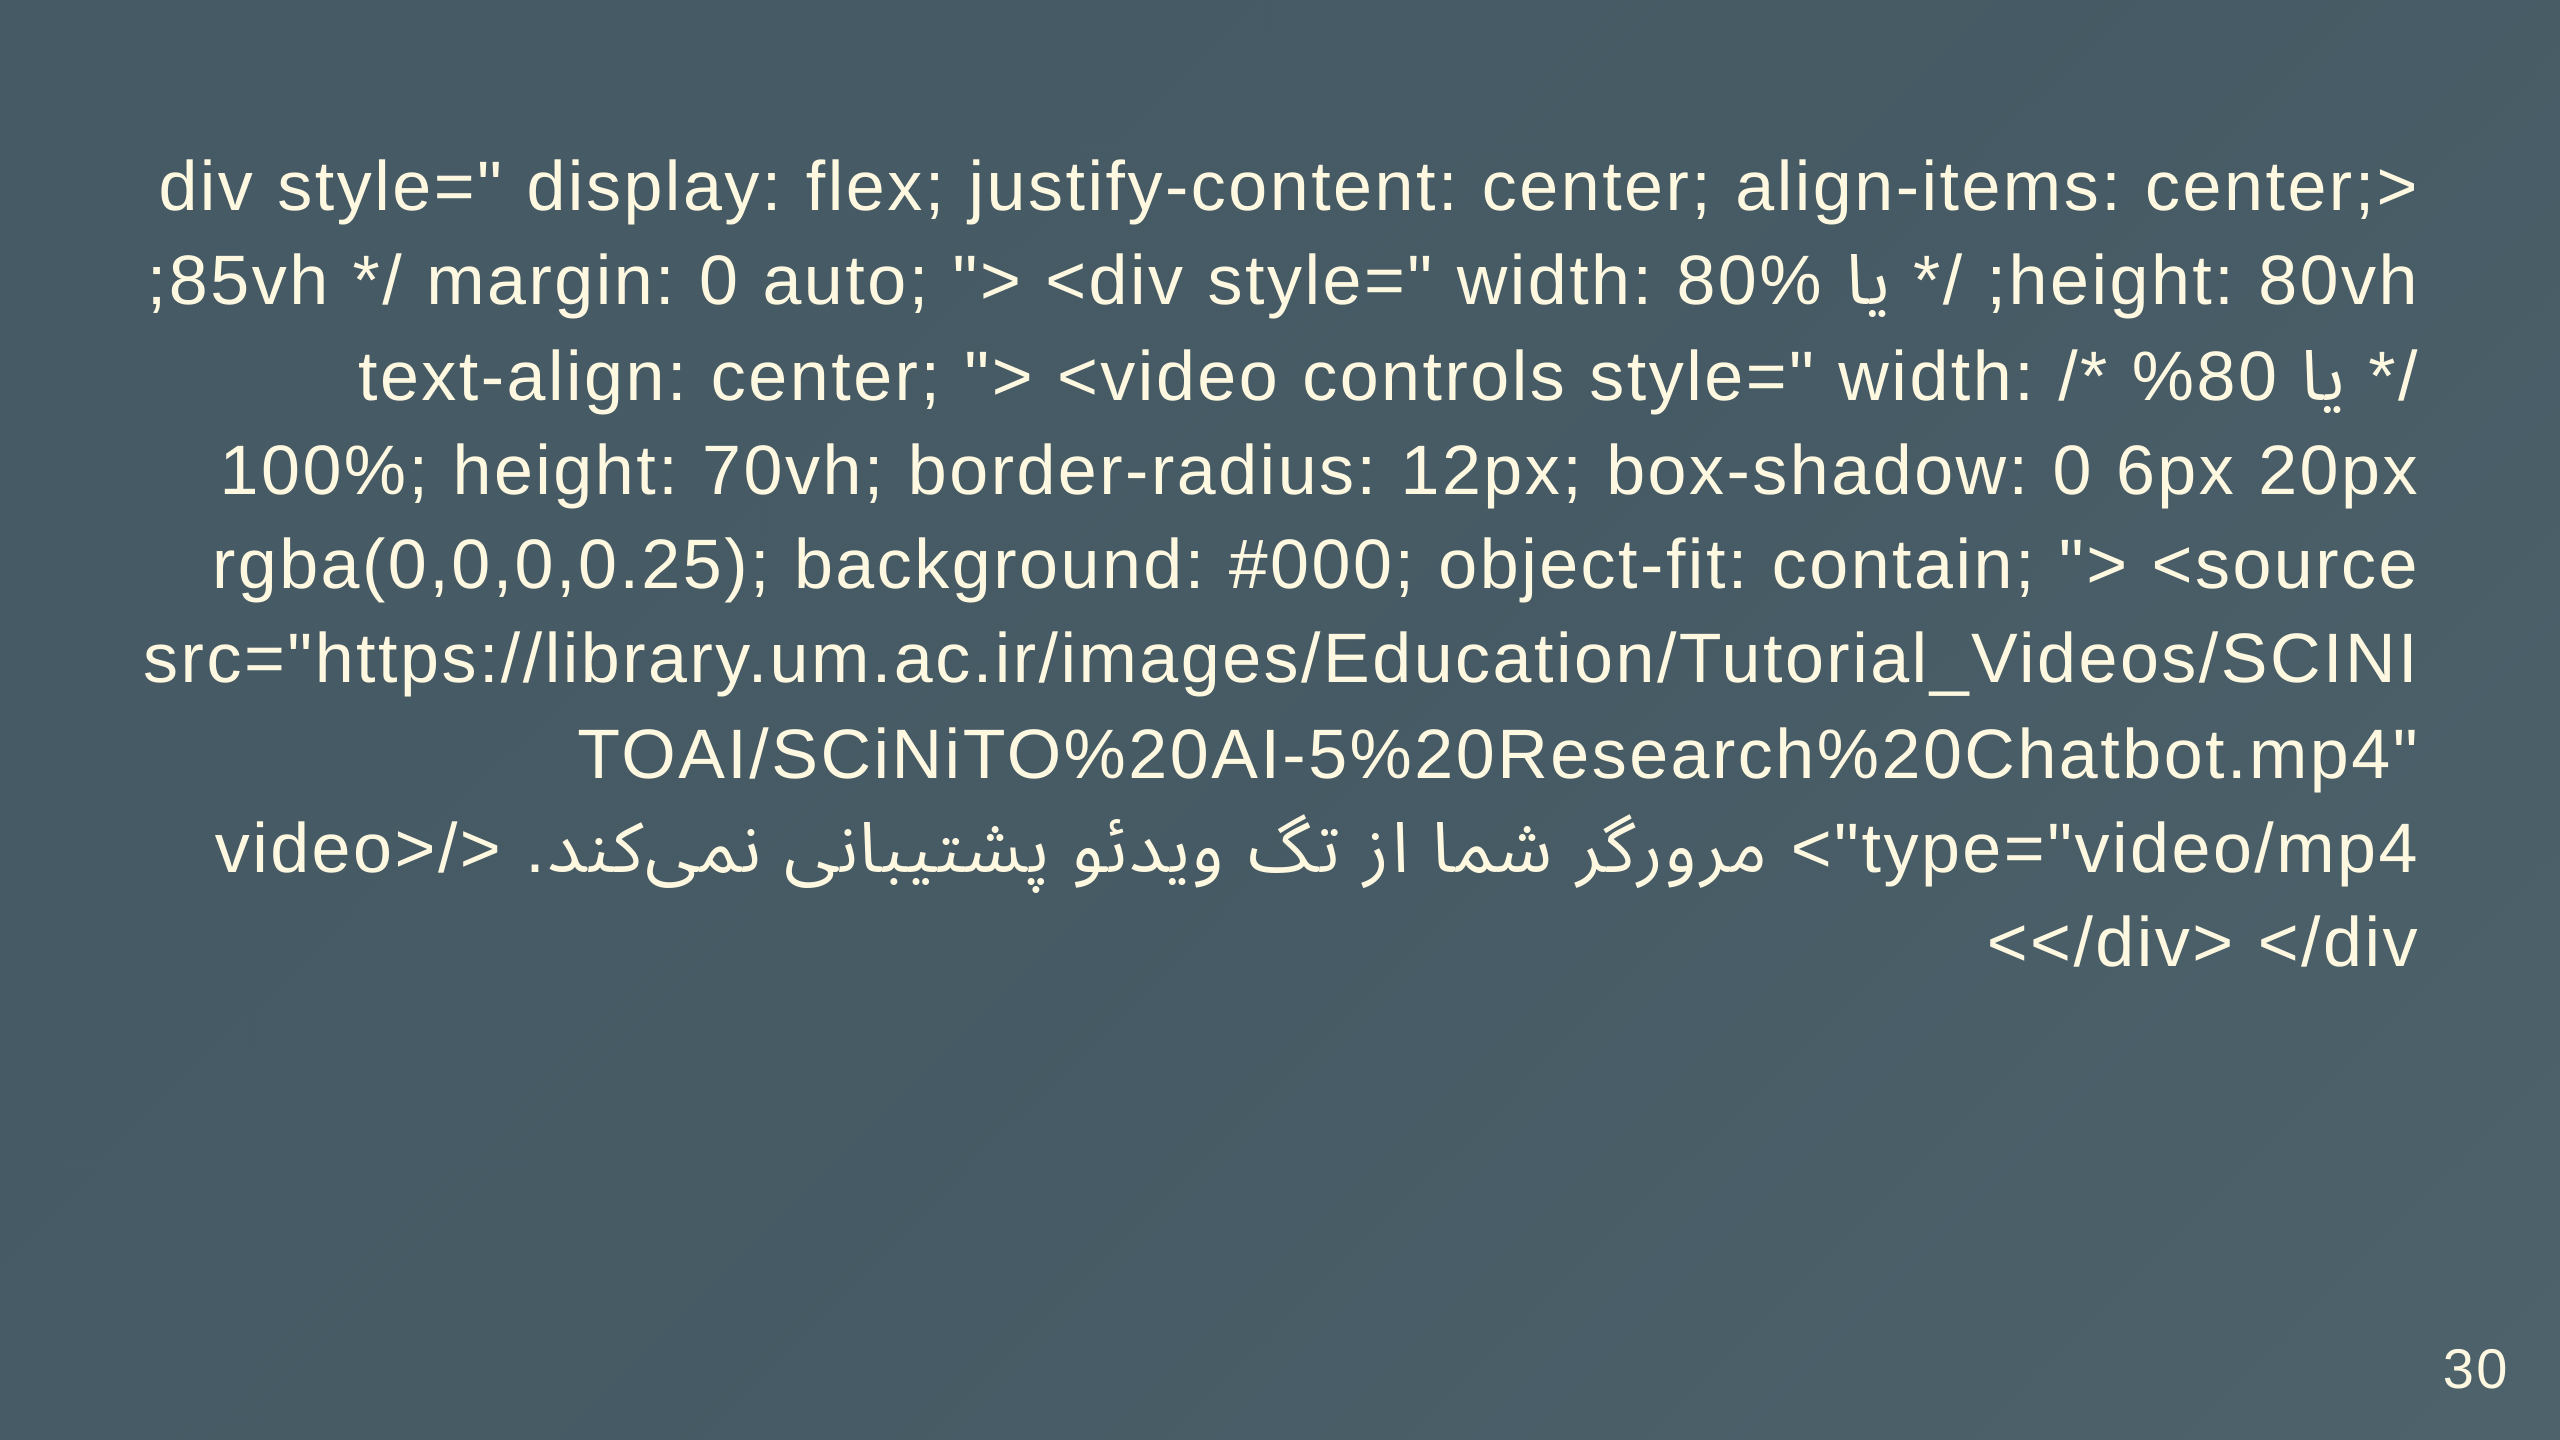 <div style=" display: flex; justify-content: center; align-items: center;
height: 80vh; /* یا 85vh */ margin: 0 auto; "> <div style=" width: 80%;
/* یا 80% */ text-align: center; "> <video controls style=" width:
100%; height: 70vh; border-radius: 12px; box-shadow: 0 6px 20px
rgba(0,0,0,0.25); background: #000; object-fit: contain; "> <source
src="https://library.um.ac.ir/images/Education/Tutorial_Videos/SCINI
TOAI/SCiNiTO%20AI-5%20Research%20Chatbot.mp4"
type="video/mp4"> مرورگر شما از تگ ویدئو پشتیبانی نمی‌کند. </video>
</div> </div>
30